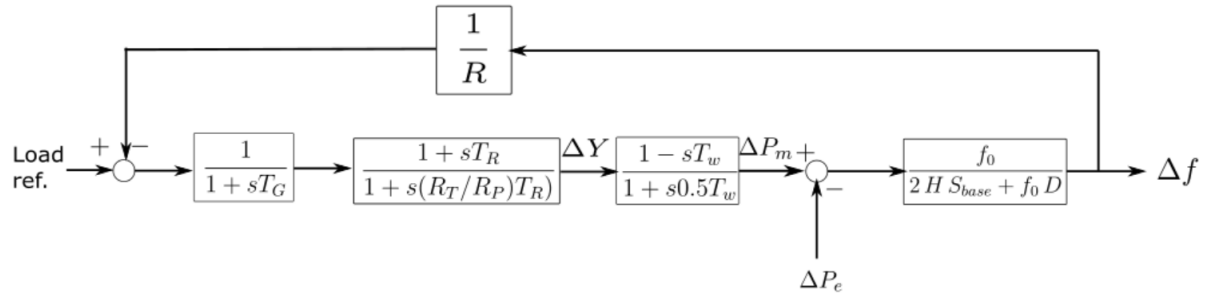 1
R
Load
ref.
+
−
1
1 + sT_G
1 + sT_R
1 + s(R_T/R_P)T_R)
ΔY
1 − sT_w
1 + s0.5T_w
ΔP_m
+
−
ΔP_e
f_0
2 H S_base + f_0 D
Δf